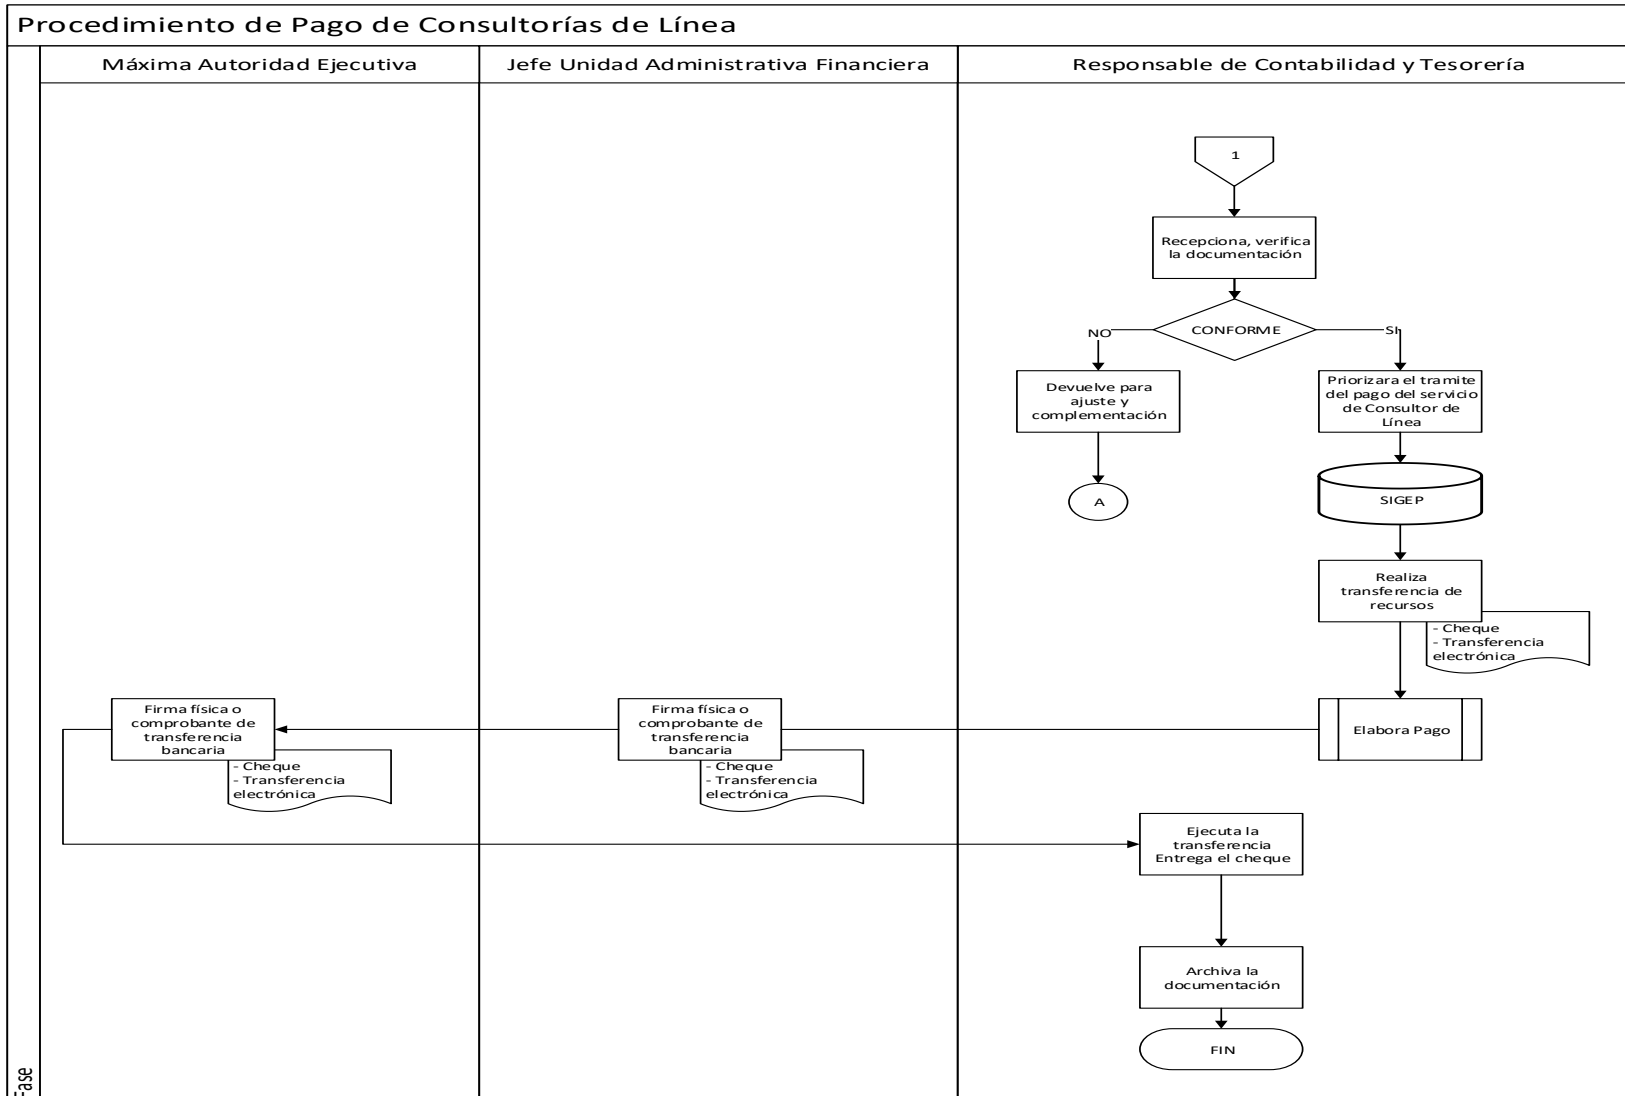 Procedimiento de Pago de Consultorías de Línea
Máxima Autoridad Ejecutiva
Jefe Unidad Administrativa Financiera
Responsable de Contabilidad y Tesorería
1
Recepciona, verifica
la documentación
CONFORME
NO
SI
Devuelve para
ajuste y
complementación
Priorizara el tramite
del pago del servicio
de Consultor de
Línea
A
SIGEP
Realiza
transferencia de
recursos
- Cheque
- Transferencia
electrónica
Firma física o
comprobante de
transferencia
bancaria
- Cheque
- Transferencia
electrónica
Firma física o
comprobante de
transferencia
bancaria
- Cheque
- Transferencia
electrónica
Elabora Pago
Ejecuta la
transferencia
Entrega el cheque
Archiva la
documentación
FIN
Fase